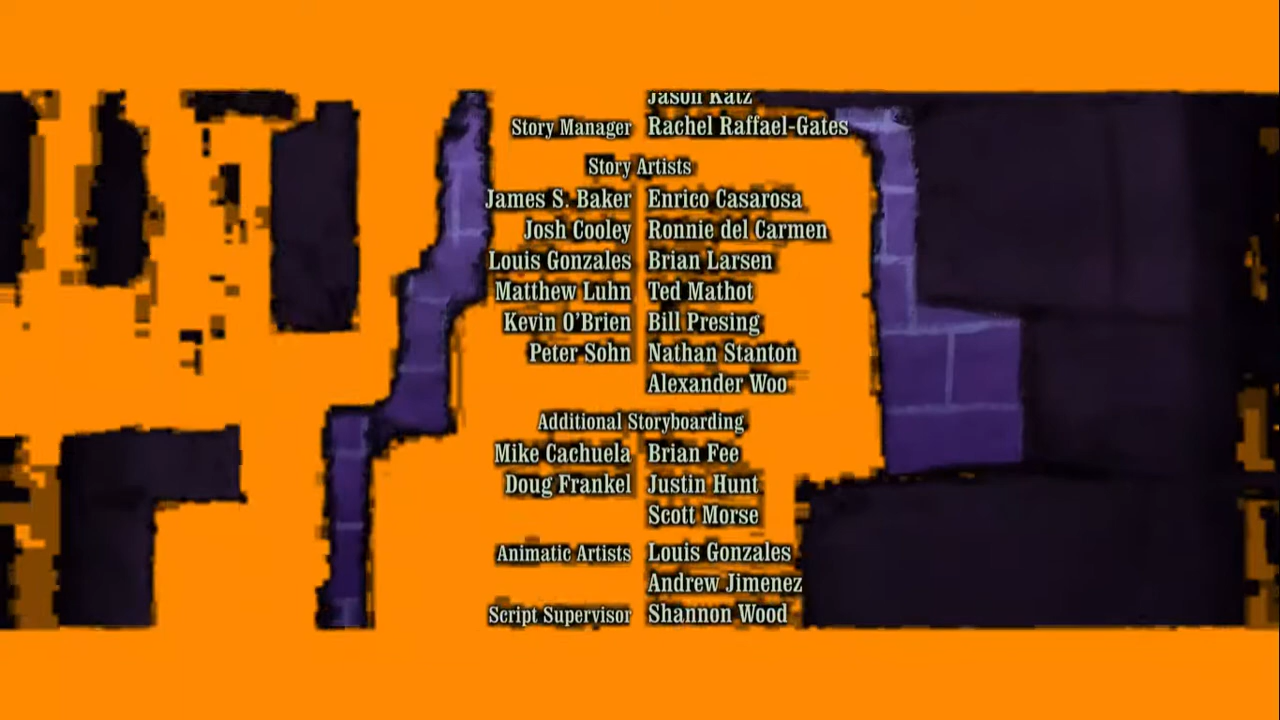 Jason Katz
Story Manager Rachel Raffael-Gates
Story Artists
James S. Baker Enrico Casarosa
Josh Cooley Ronnie del Carmen
Louis Gonzales Brian Larsen
Matthew Luhn Ted Mathot
Kevin O'Brien Bill Presing
Peter Sohn Nathan Stanton
Alexander Woo
Additional Storyboarding
Mike Cachuela Brian Fee
Doug Frankel Justin Hunt
Scott Morse
Animatic Artists Louis Gonzales
Andrew Jimenez
Script Supervisor Shannon Wood